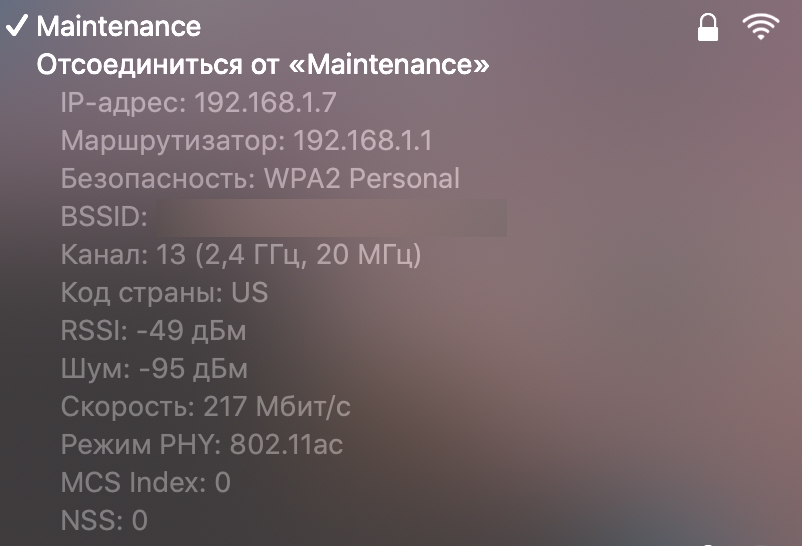 Maintenance
Отсоединиться от «Maintenance»
IP-адрес: 192.168.1.7
Маршрутизатор: 192.168.1.1
Безопасность: WPA2 Personal
BSSID:
Канал: 13 (2,4 ГГц, 20 МГц)
Код страны: US
RSSI: -49 дБм
Шум: -95 дБм
Скорость: 217 Мбит/с
Режим PHY: 802.11ac
MCS Index: 0
NSS: 0